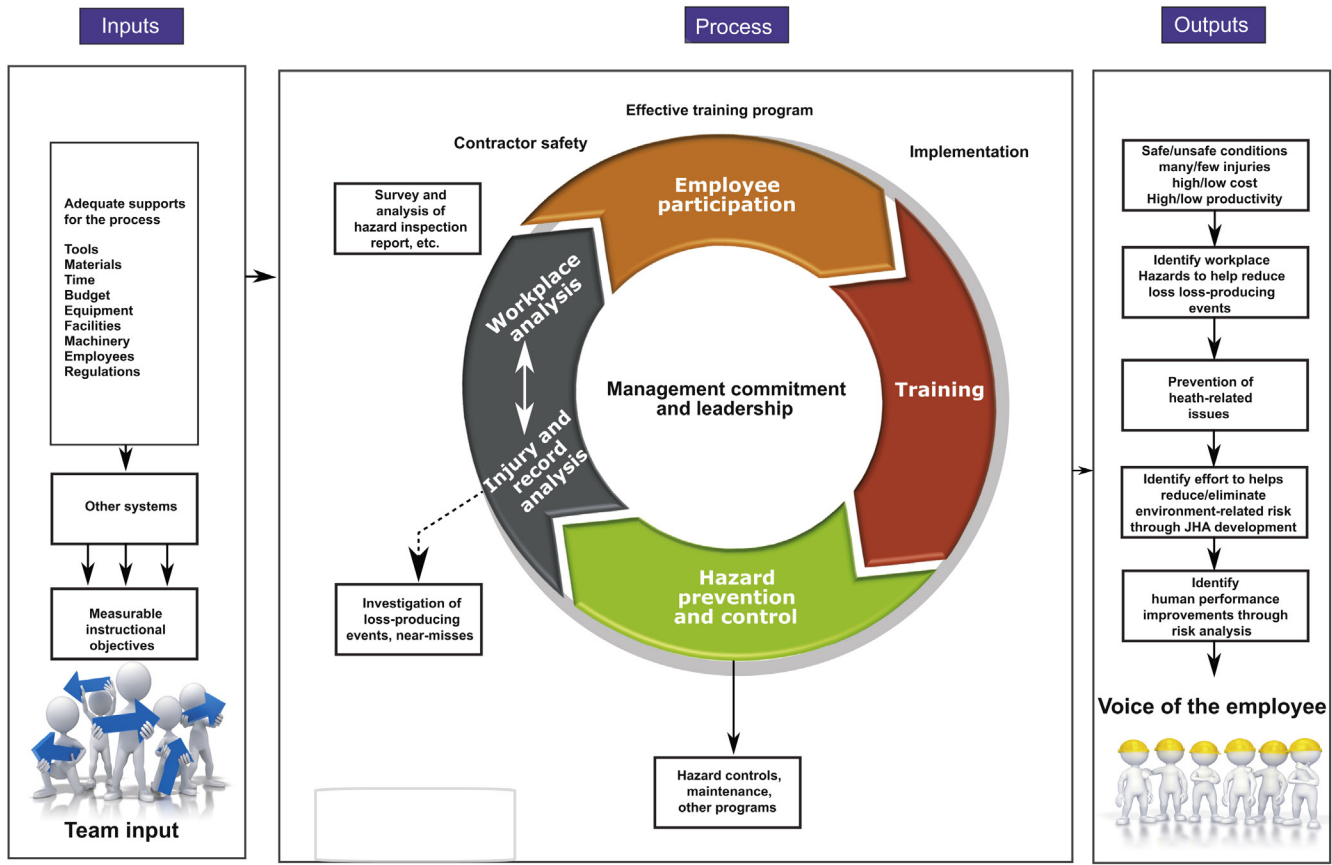 Inputs
Process
Outputs
Adequate supports
for the process
Tools
Materials
Time
Budget
Equipment
Facilities
Machinery
Employees
Regulations
Other systems
Measurable
instructional
objectives
Team input
Effective training program
Contractor safety
Implementation
Survey and
analysis of
hazard inspection
report, etc.
Employee
participation
Workplace
analysis
Injury and
record
analysis
Management commitment
and leadership
Training
Hazard
prevention
and control
Investigation of
loss-producing
events, near-misses
Hazard controls,
maintenance,
other programs
Safe/unsafe conditions
many/few injuries
high/low cost
High/low productivity
Identify workplace
Hazards to help reduce
loss loss-producing
events
Prevention of
heath-related
issues
Identify effort to helps
reduce/eliminate
environment-related risk
through JHA development
Identify
human performance
improvements through
risk analysis
Voice of the employee